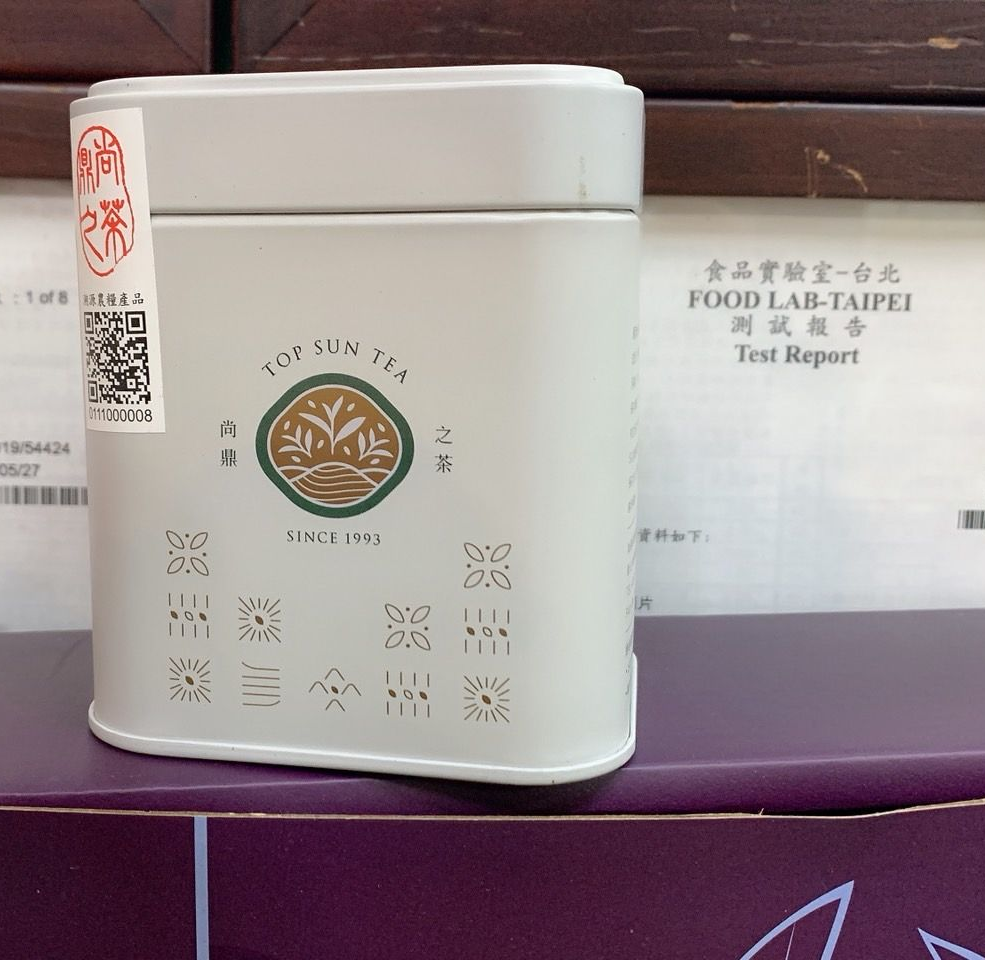 尚鼎之茶
溯源農糧產品
0111000008
TOP SUN TEA
尚鼎
之茶
SINCE 1993
: 1 of 8
19/54424
05/27
食品實驗室-台北
FOOD LAB-TAIPEI
測試報告
Test Report
資料如下:
片